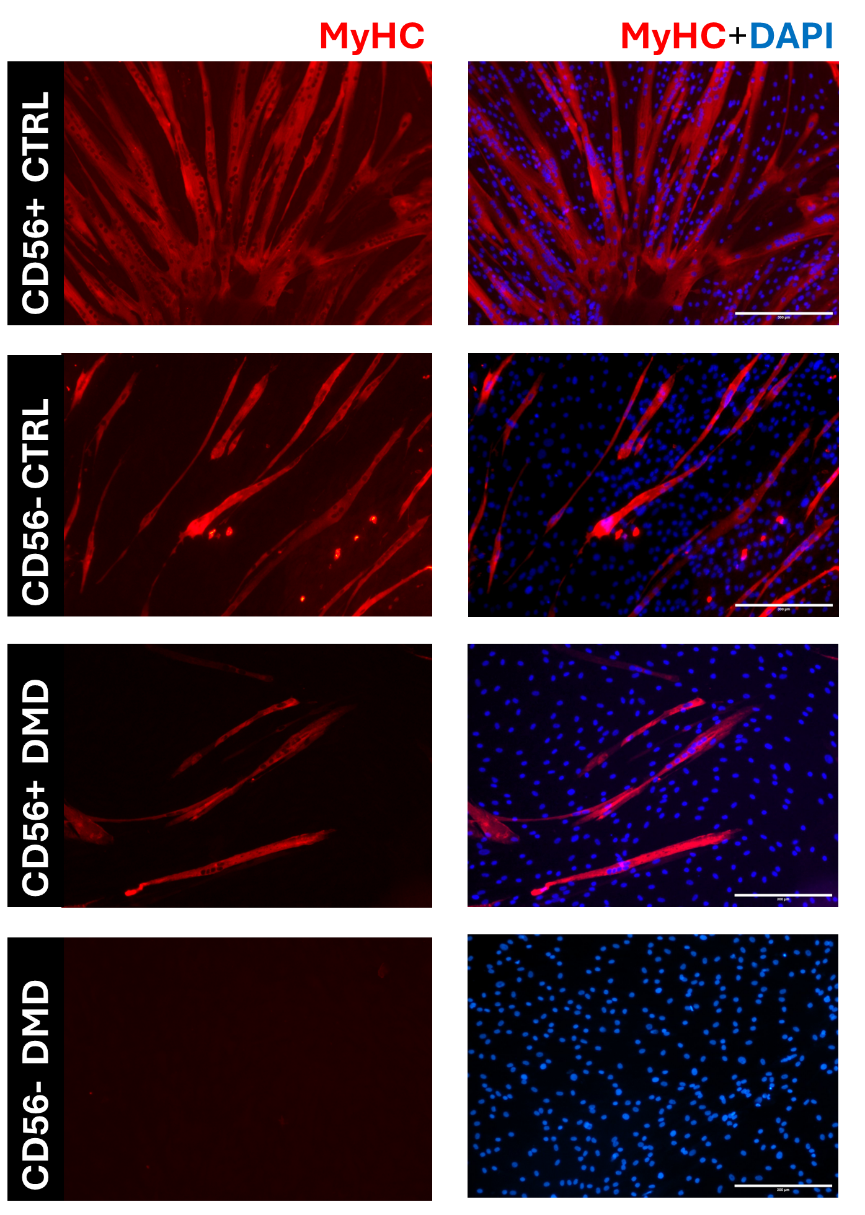 MyHC
MyHC+DAPI
CD56+ CTRL
CD56- CTRL
CD56+ DMD
CD56- DMD